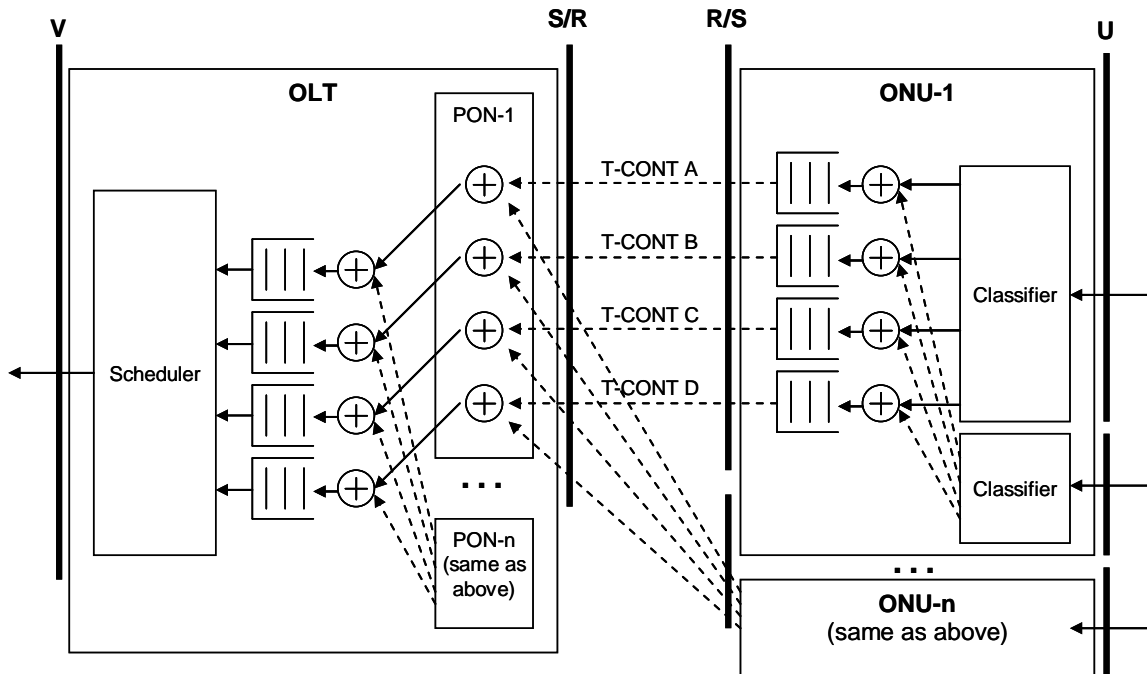 V
S/R
R/S
U
OLT
ONU-1
PON-1
T-CONT A
T-CONT B
T-CONT C
T-CONT D
Scheduler
Classifier
Classifier
...
PON-n
(same as
above)
...
ONU-n
(same as above)